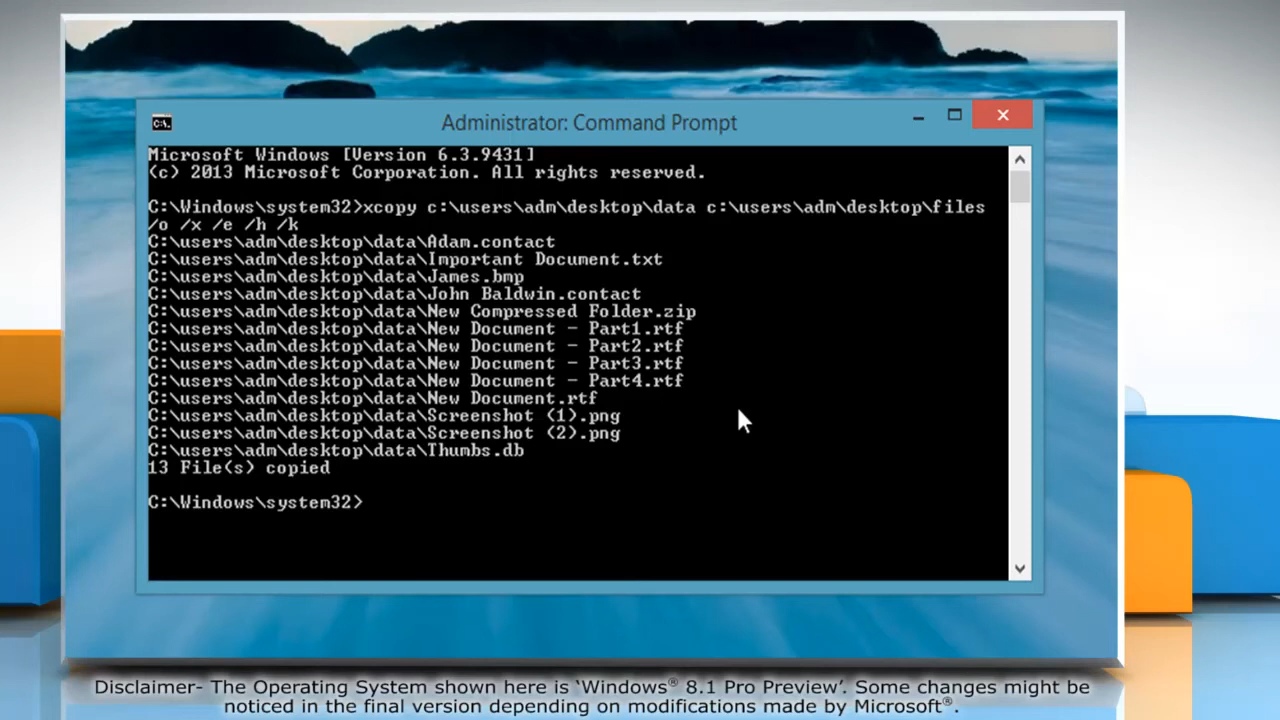 C:\.
Administrator: Command Prompt
Microsoft Windows [Version 6.3.9431]
(c) 2013 Microsoft Corporation. All rights reserved.
C:\Windows\system32>xcopy c:\users\adm\desktop\data c:\users\adm\desktop\files
/o /x /e /h /k
C:\users\adm\desktop\data\Adam.contact
C:\users\adm\desktop\data\Important Document.txt
C:\users\adm\desktop\data\James.bmp
C:\users\adm\desktop\data\John Baldwin.contact
C:\users\adm\desktop\data\New Compressed Folder.zip
C:\users\adm\desktop\data\New Document - Part1.rtf
C:\users\adm\desktop\data\New Document - Part2.rtf
C:\users\adm\desktop\data\New Document - Part3.rtf
C:\users\adm\desktop\data\New Document - Part4.rtf
C:\users\adm\desktop\data\New Document.rtf
C:\users\adm\desktop\data\Screenshot (1).png
C:\users\adm\desktop\data\Screenshot (2).png
C:\users\adm\desktop\data\Thumbs.db
13 File(s) copied
C:\Windows\system32>
Disclaimer- The Operating System shown here is ‘Windows® 8.1 Pro Preview’. Some changes might be
noticed in the final version depending on modifications made by Microsoft®.